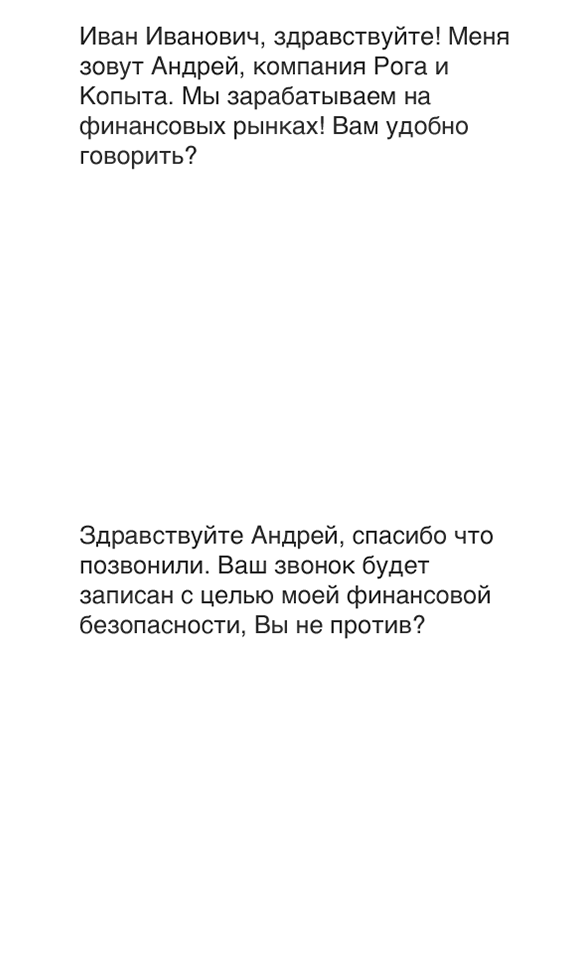 Иван Иванович, здравствуйте! Меня
зовут Андрей, компания Рога и
Копыта. Мы зарабатываем на
финансовых рынках! Вам удобно
говорить?
Здравствуйте Андрей, спасибо что
позвонили. Ваш звонок будет
записан с целью моей финансовой
безопасности, Вы не против?